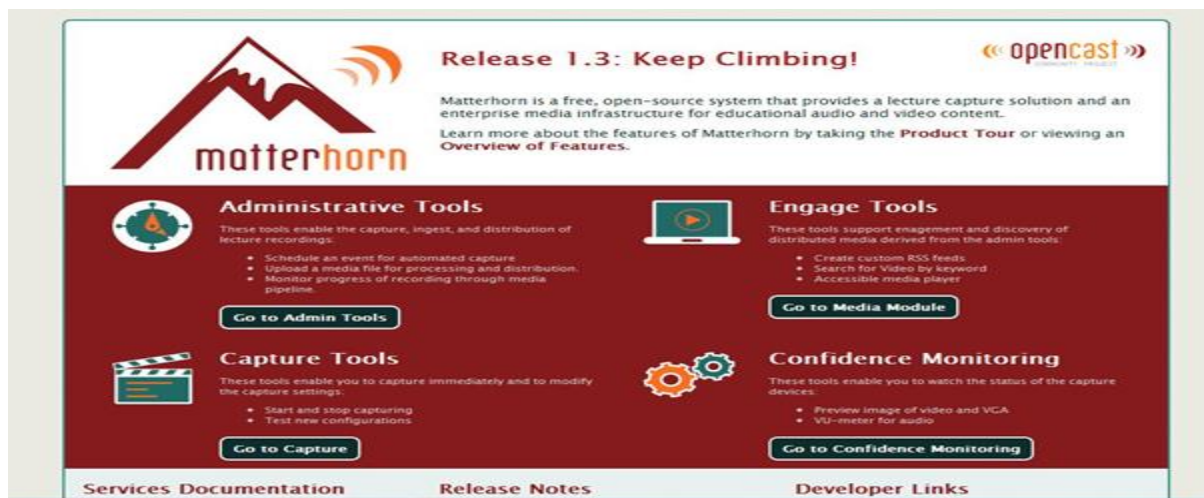 matterhorn
Release 1.3: Keep Climbing!
opencast
COMMUNITY PROJECT
Matterhorn is a free, open-source system that provides a lecture capture solution and an
enterprise media infrastructure for educational audio and video content.
Learn more about the features of Matterhorn by taking the Product Tour or viewing an
Overview of Features.
Administrative Tools
These tools enable the capture, ingest, and distribution of
lecture recordings:
• Schedule an event for automated capture
• Upload a media file for processing and distribution.
• Monitor progress of recording through media
pipeline.
Go to Admin Tools
Engage Tools
These tools support enagement and discovery of
distributed media derived from the admin tools:
• Create custom RSS feeds
• Search for Video by keyword
• Accessible media player
Go to Media Module
Capture Tools
These tools enable you to capture immediately and to modify
the capture settings:
• Start and stop capturing
• Test new configurations
Go to Capture
Confidence Monitoring
These tools enable you to watch the status of the capture
devices:
• Preview image of video and VGA
• VU-meter for audio
Go to Confidence Monitoring
Services Documentation
Release Notes
Developer Links